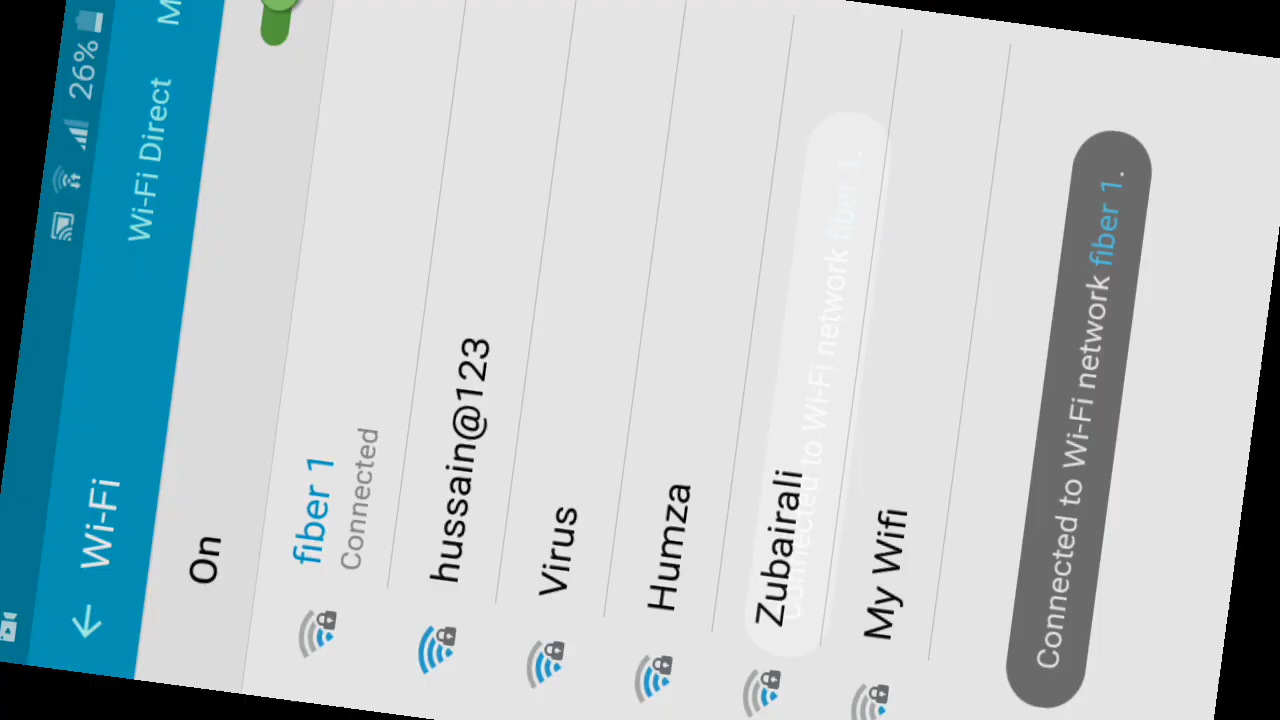 26%
Wi-Fi
Wi-Fi Direct
On
fiber 1
Connected
hussain@123
Virus
Humza
Zubairali
My Wifi
Connected to Wi-Fi network fiber 1.
Connected to Wi-Fi network fiber 1.